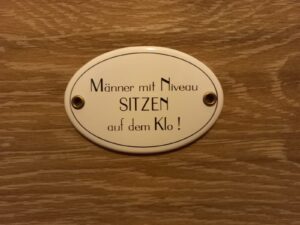 Männer mit Niveau
SITZEN
auf dem Klo !